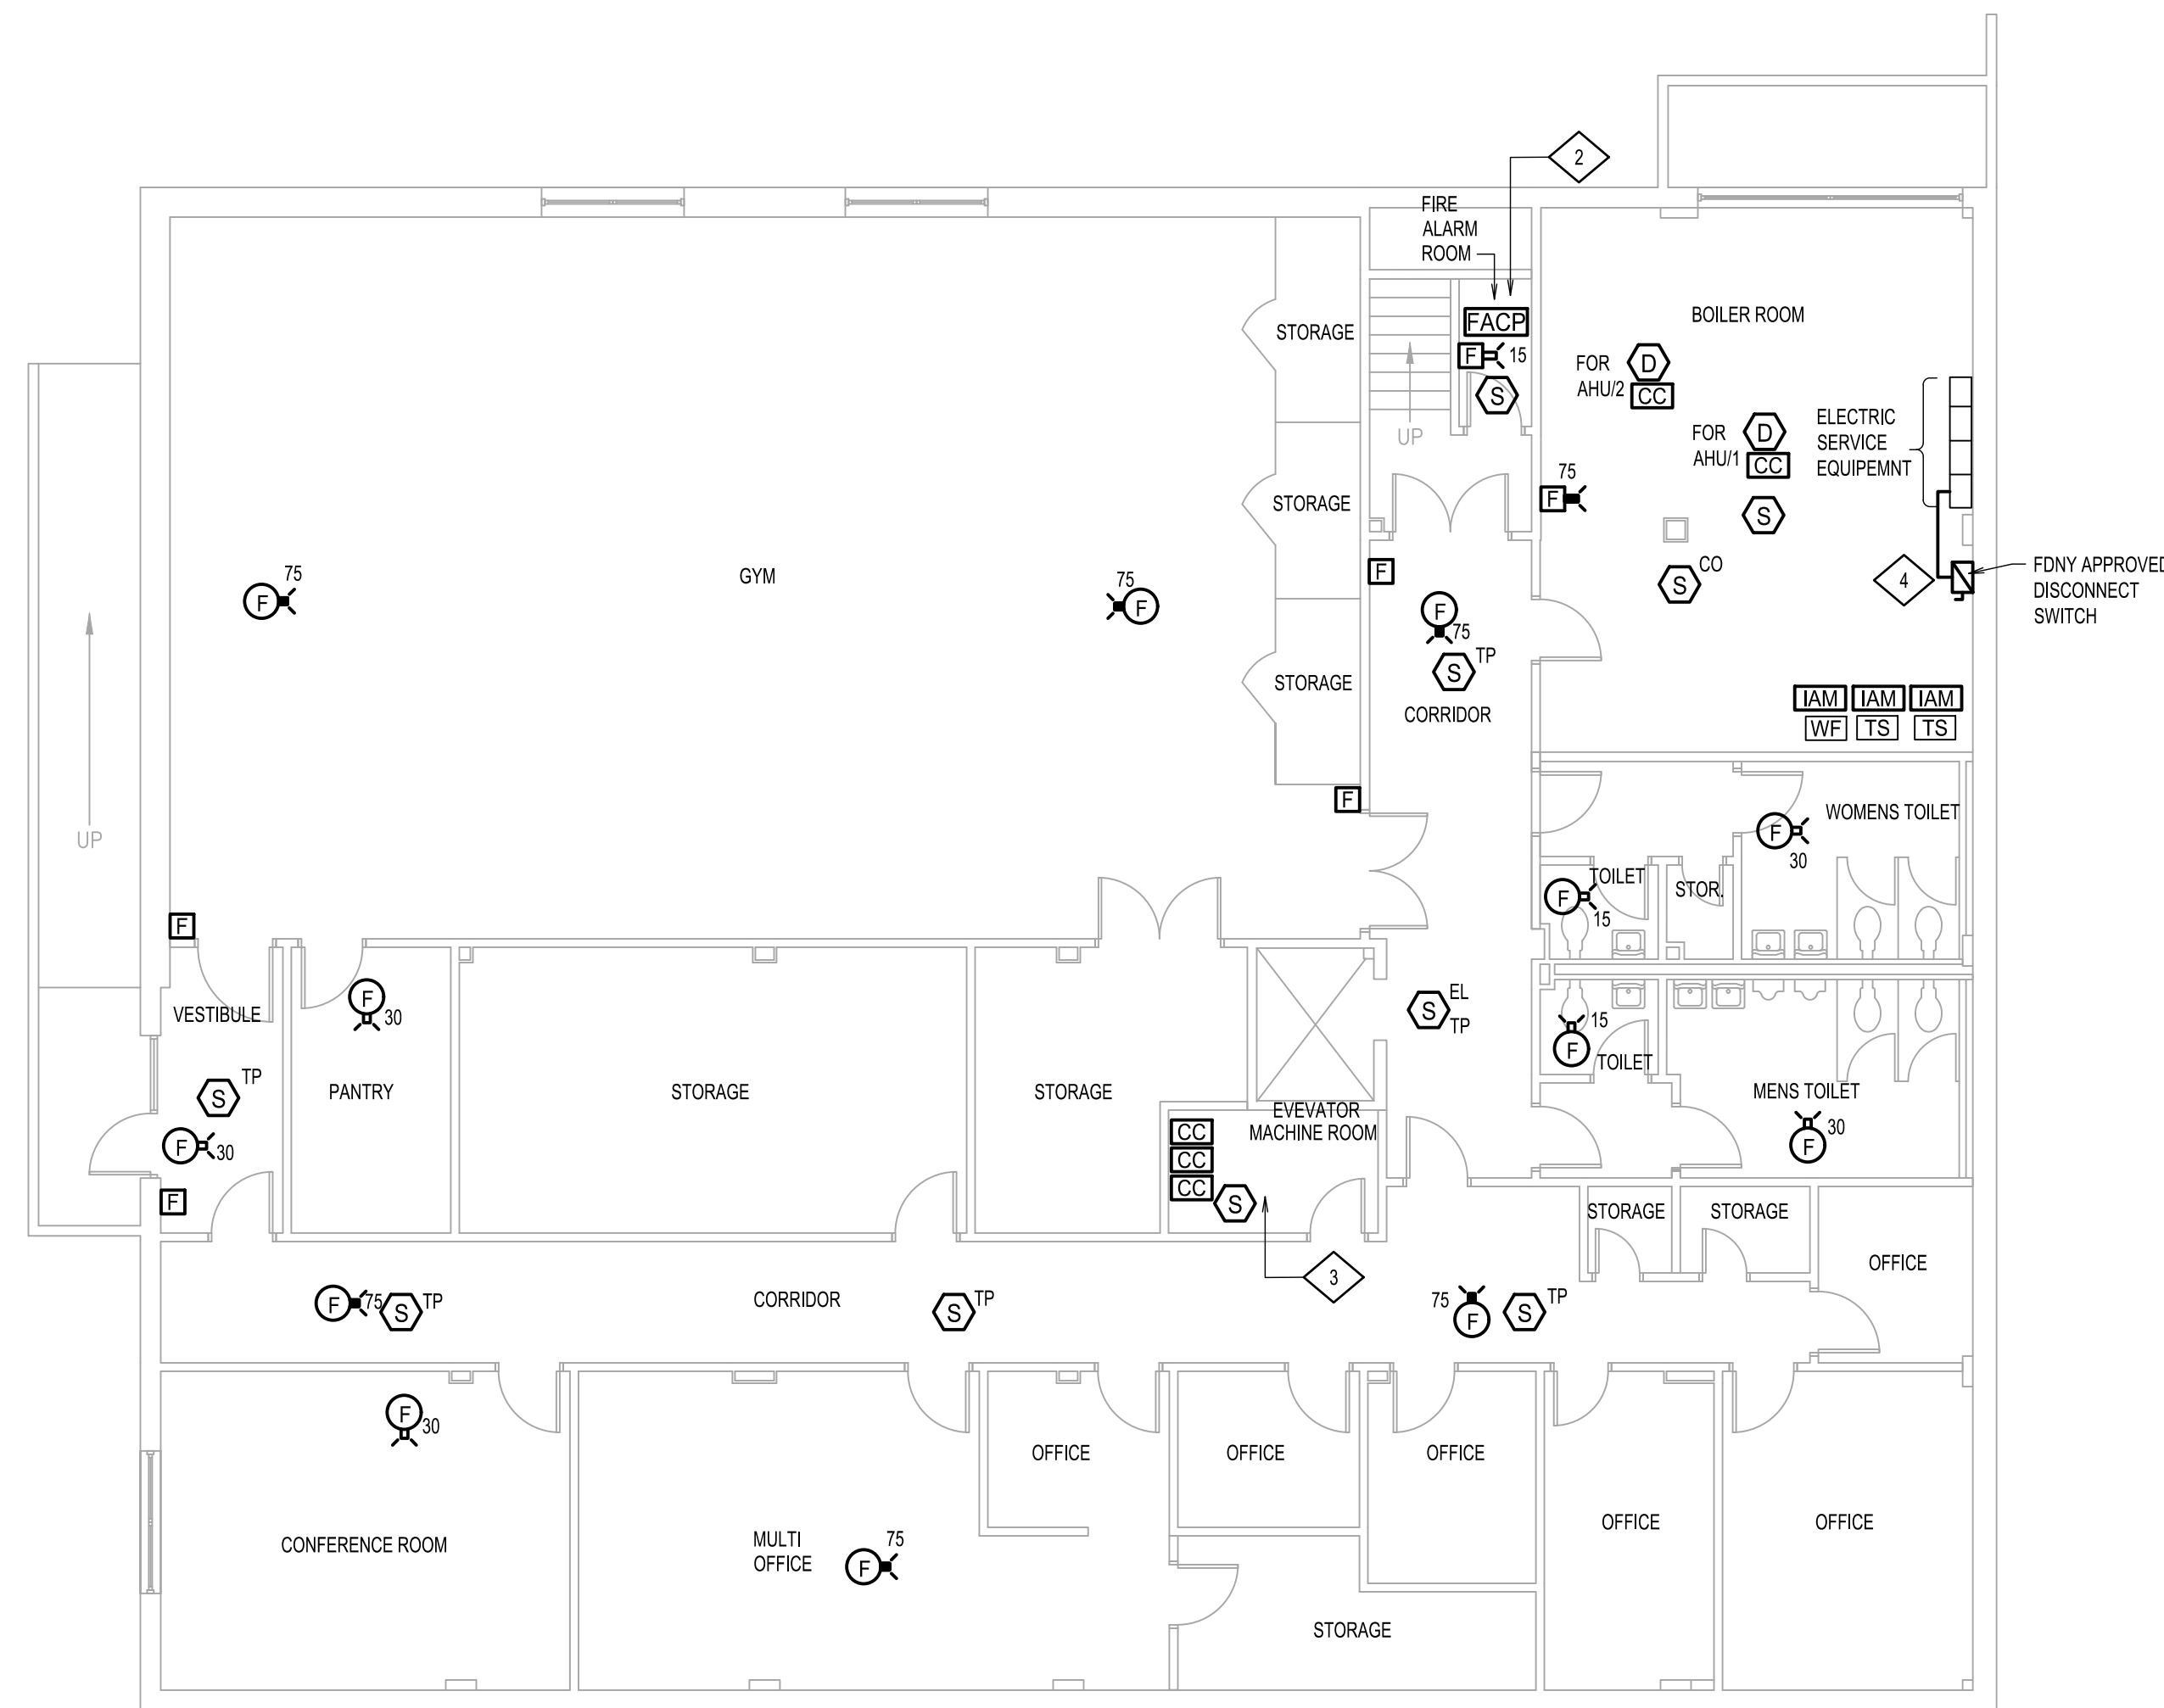 2
FIRE
ALARM
ROOM
FACP
F 15
S
UP
BOILER ROOM
FOR
AHU/2
D
CC
FOR
AHU/1
D
CC
S
ELECTRIC
SERVICE
EQUIPEMNT
75
F
S CO
4
FDNY APPROVED
DISCONNECT
SWITCH
IAM IAM IAM
WF TS TS
STORAGE
STORAGE
STORAGE
GYM
75
F
75
F
F
F
75
S TP
CORRIDOR
F
UP
F
WOMENS TOILET
F
30
TOILET
F
15
STOR.
VESTIBULE
F
30
S TP
F
30
F
PANTRY
STORAGE
STORAGE
S EL
TP
15
F
TOILET
MENS TOILET
30
F
EVEVATOR
MACHINE ROOM
CC
CC
CC
S
3
STORAGE
STORAGE
OFFICE
F 75
S TP
CORRIDOR
S TP
75
F
S TP
F
30
CONFERENCE ROOM
MULTI
OFFICE
75
F
OFFICE
OFFICE
OFFICE
OFFICE
OFFICE
STORAGE